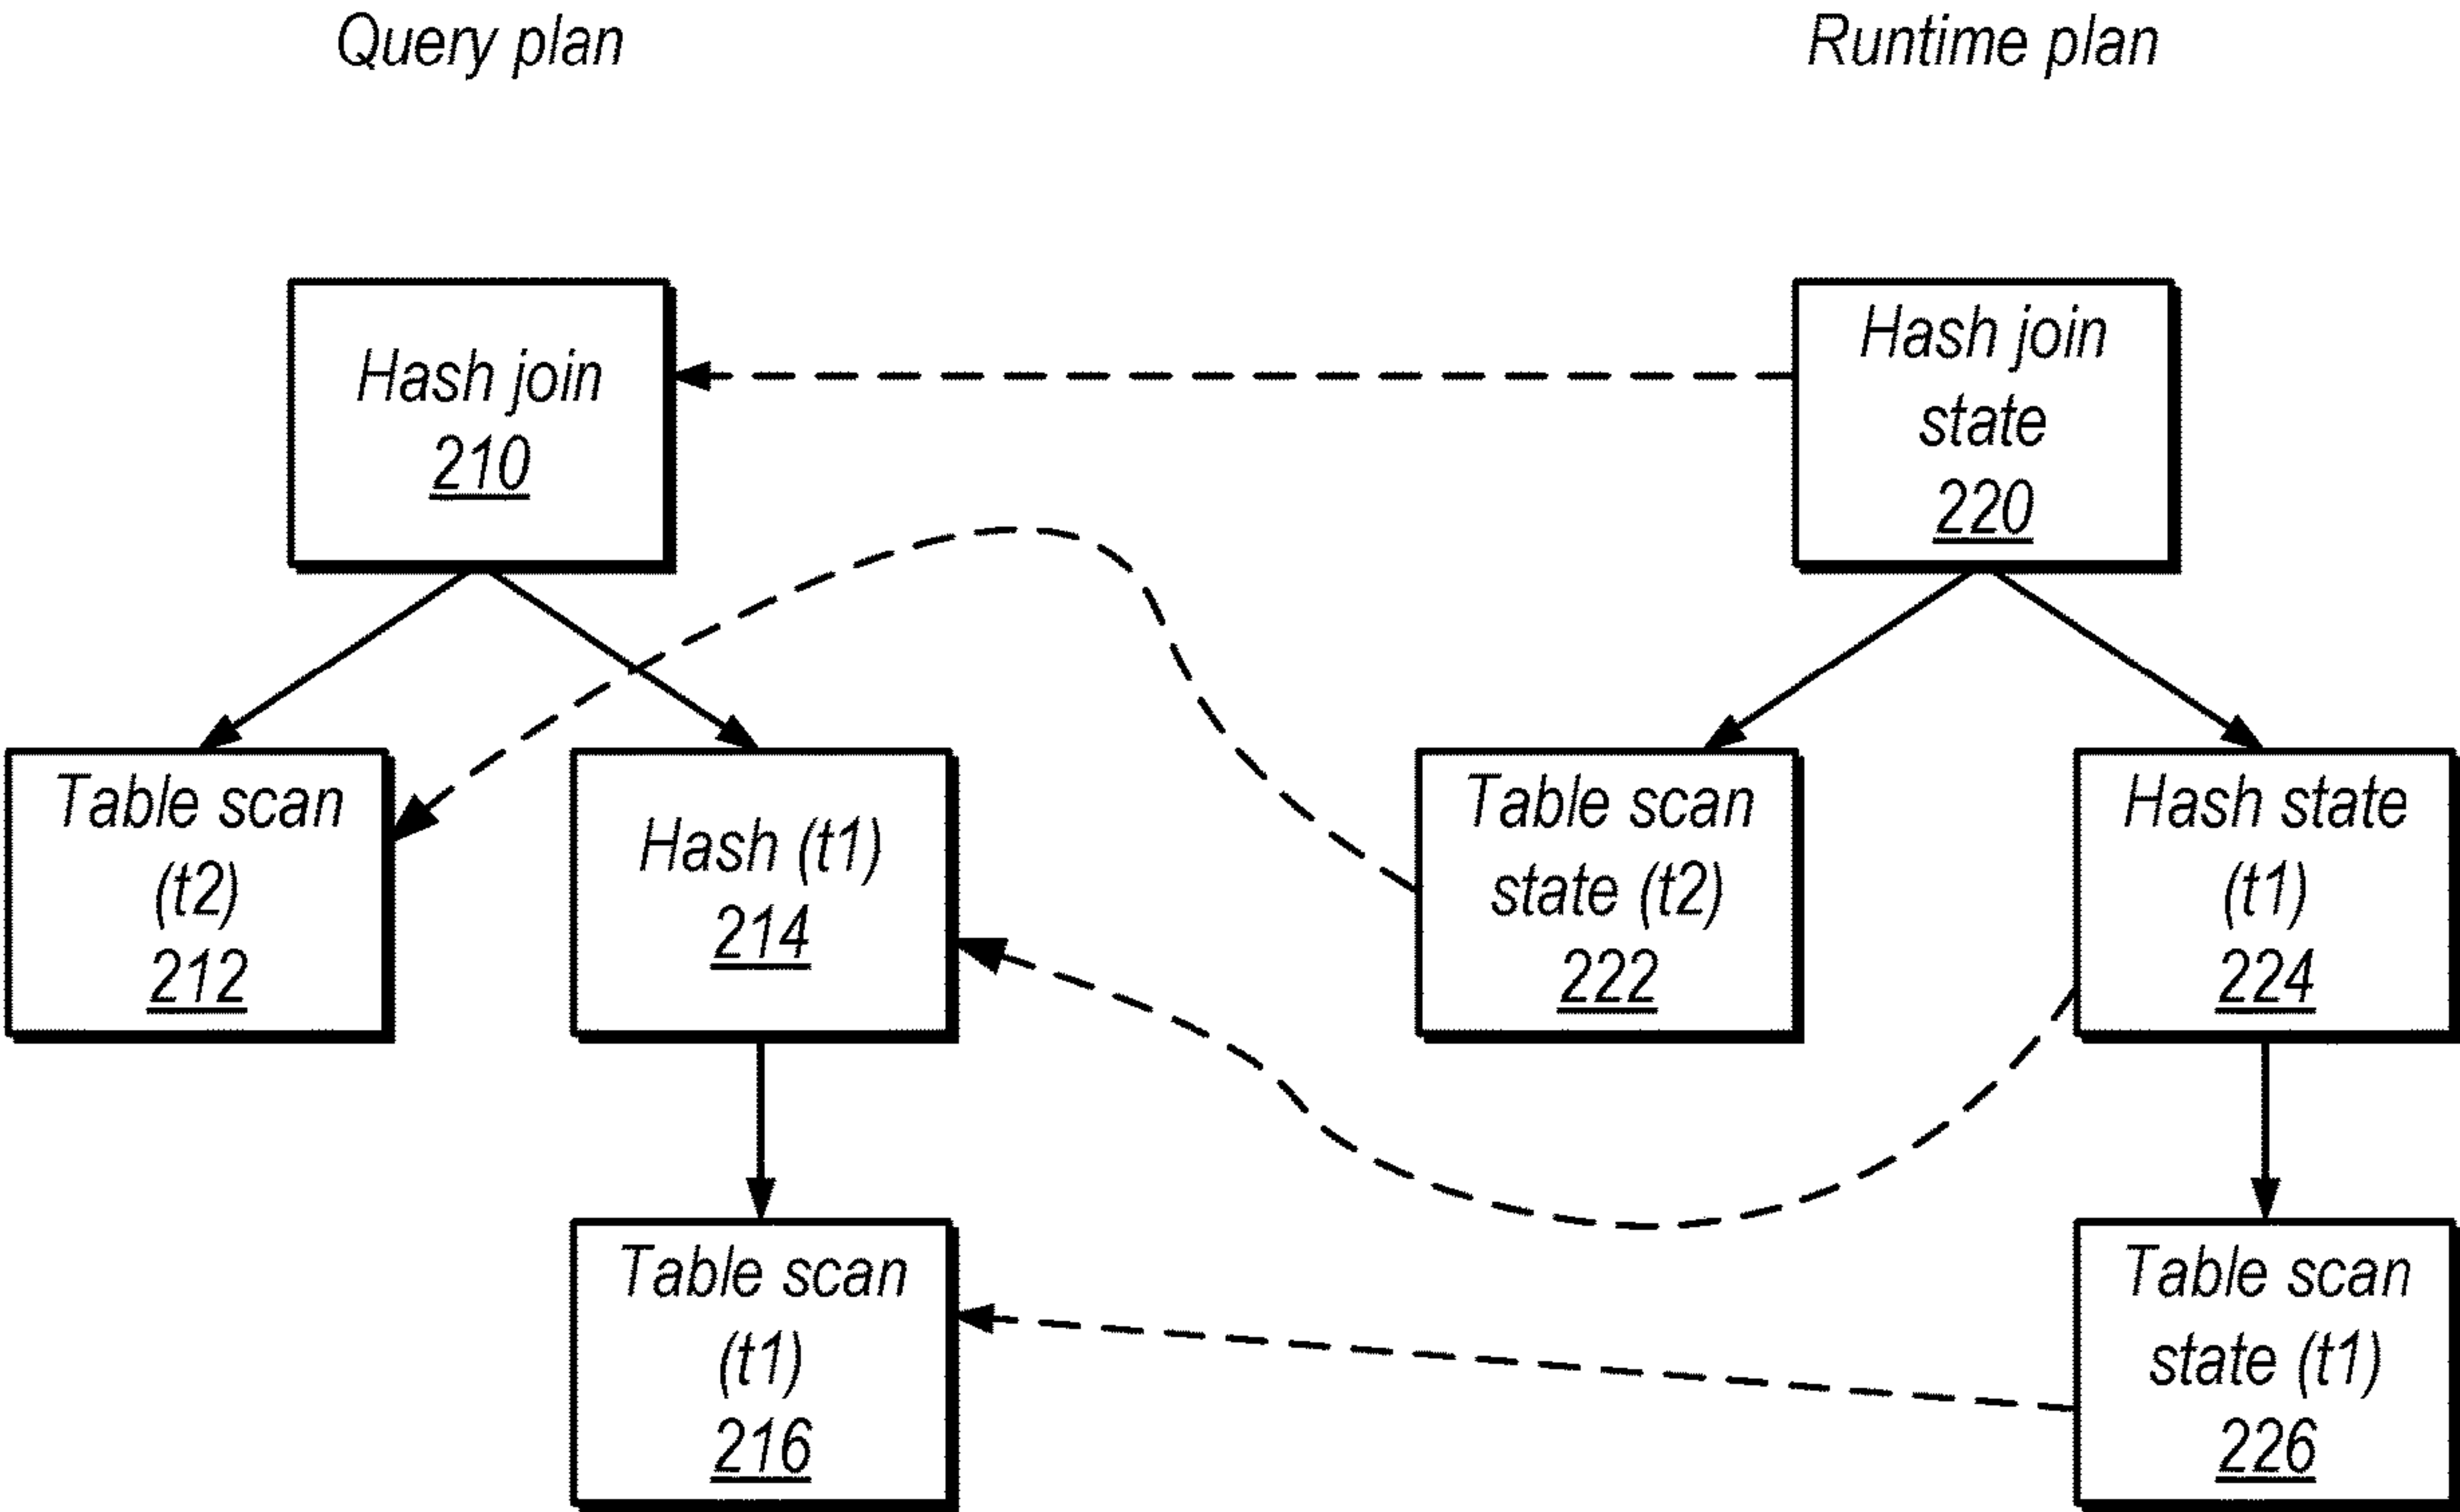 Query plan
Runtime plan
Hash join
210
Hash join
state
220
Table scan
(t2)
212
Hash (t1)
214
Table scan
state (t2)
222
Hash state
(t1)
224
Table scan
(t1)
216
Table scan
state (t1)
226